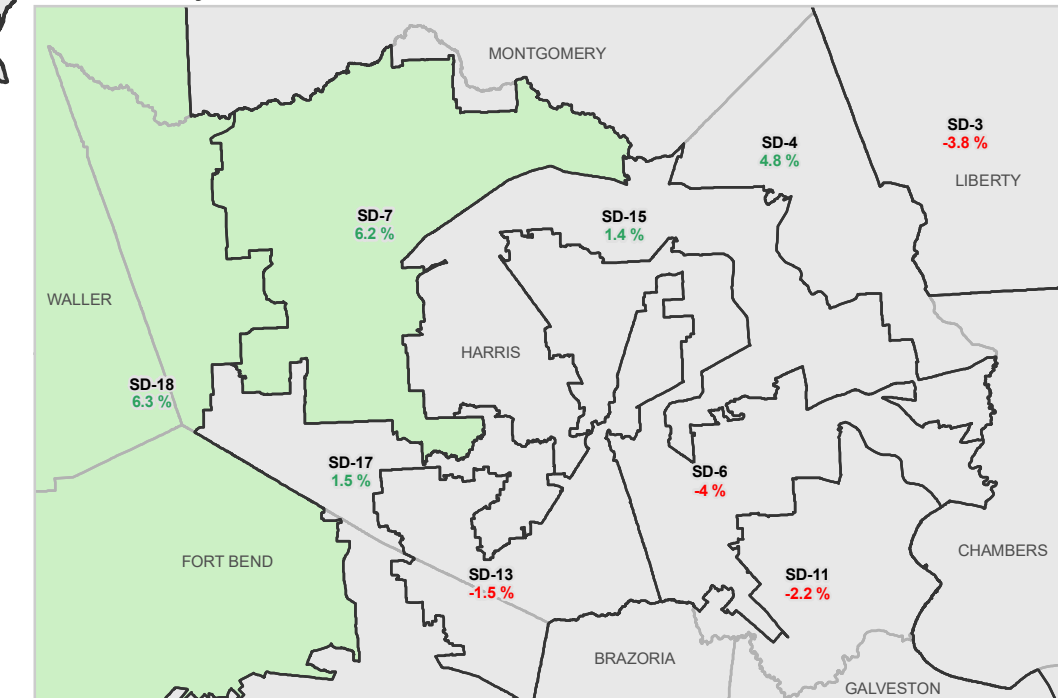 MONTGOMERY
SD-3
-3.8 %
SD-4
4.8 %
LIBERTY
SD-7
6.2 %
SD-15
1.4 %
WALLER
HARRIS
SD-18
6.3 %
SD-17
1.5 %
SD-6
-4 %
FORT BEND
CHAMBERS
SD-13
-1.5 %
SD-11
-2.2 %
BRAZORIA
GALVESTON